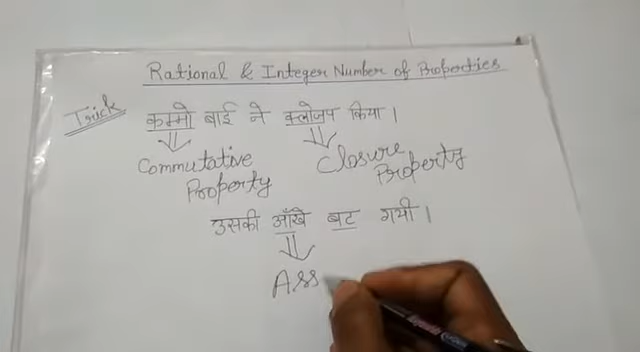 Rational & Integer Number of Properties
Trick
कम्मो बाई ने क्लोजप किया।
Commutative Property
Closure Property
उसकी आँखे बट गयी।
Ass